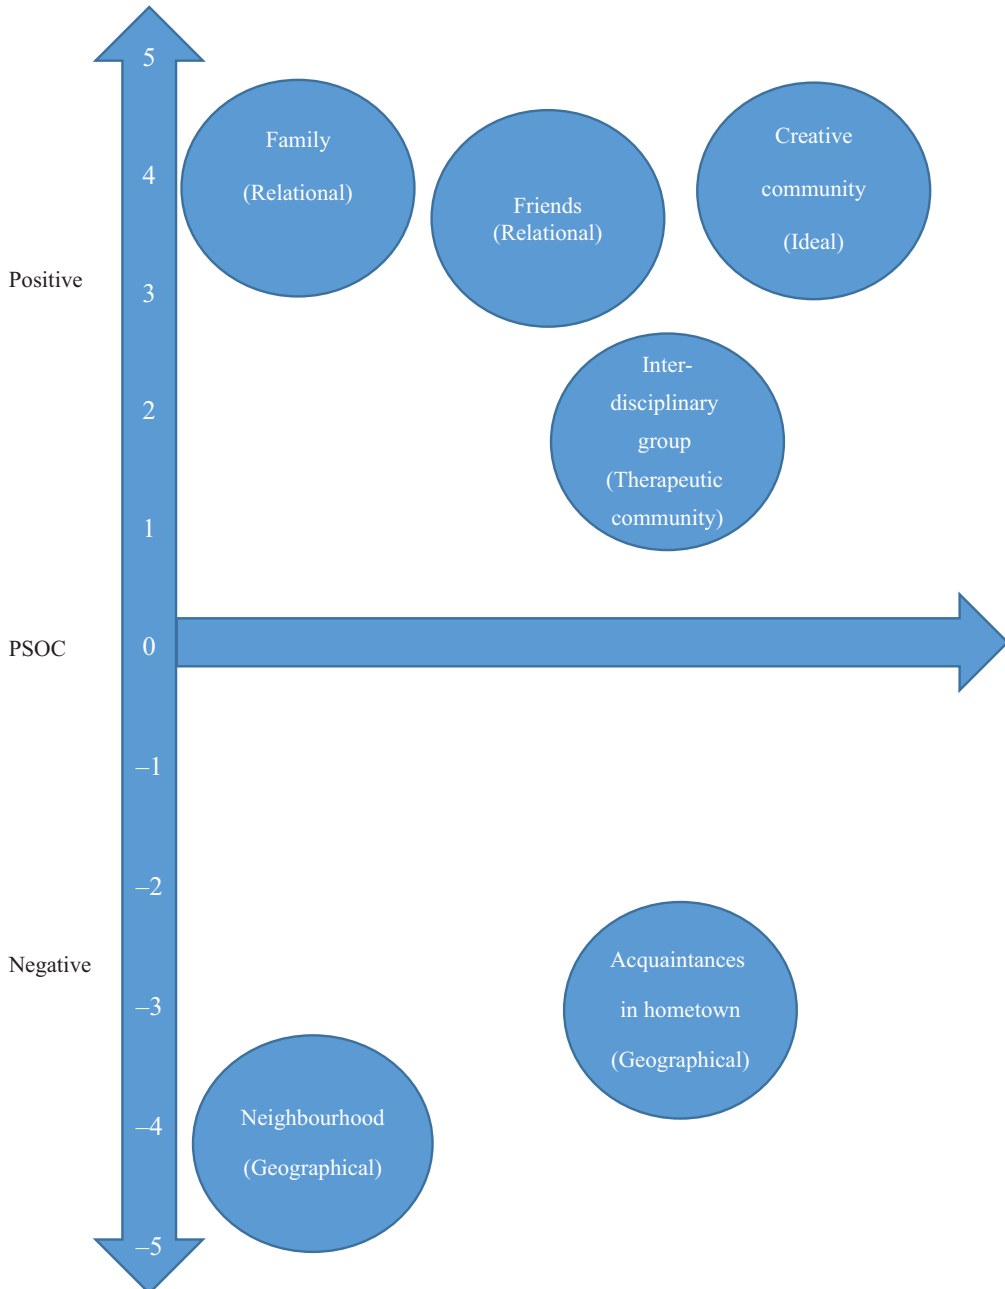 5
Family
(Relational)
Friends
(Relational)
Creative
community
(Ideal)
4
Positive
3
Inter-
disciplinary
group
(Therapeutic
community)
2
1
PSOC
0
–1
–2
Negative
Acquaintances
in hometown
(Geographical)
–3
Neighbourhood
(Geographical)
–4
–5